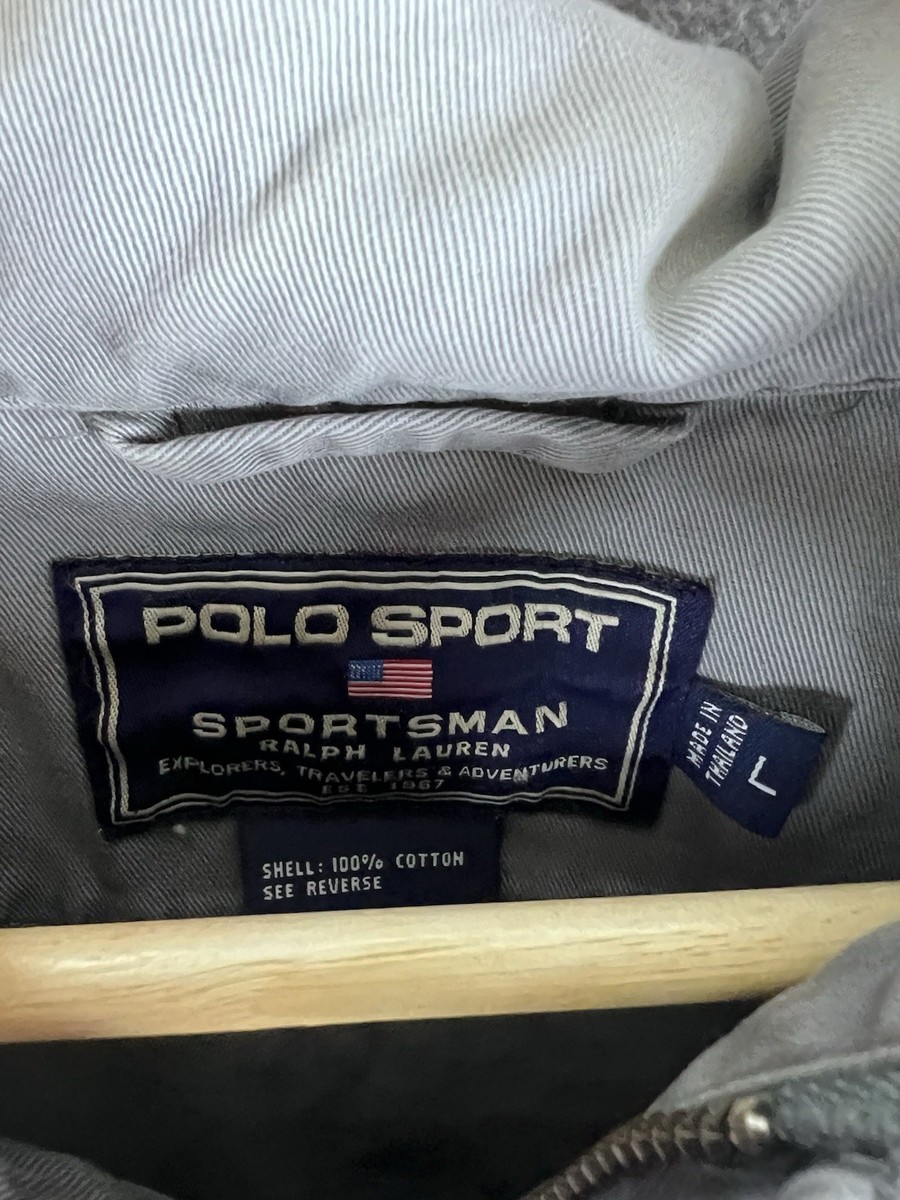 POLO SPORT
SPORTSMAN
RALPH LAUREN
EXPLORERS, TRAVELERS & ADVENTURERS
EST 1967
MADE IN
THAILAND
L
SHELL: 100% COTTON
SEE REVERSE